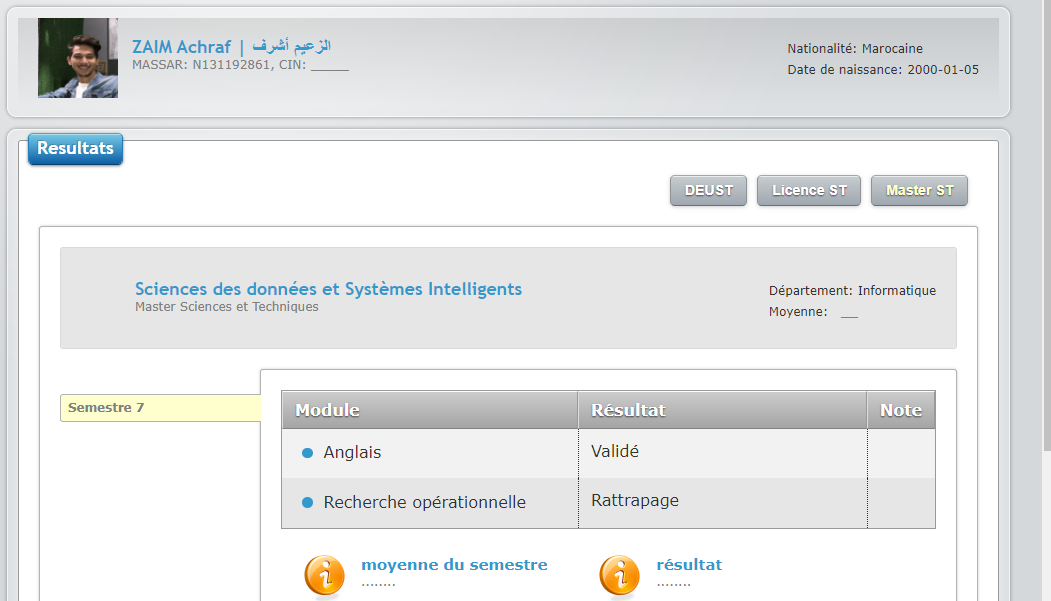 ZAIM Achraf | الزعيم أشرف
MASSAR: N131192861, CIN: _____
Nationalité: Marocaine
Date de naissance: 2000-01-05
Resultats
DEUST
Licence ST
Master ST
Sciences des données et Systèmes Intelligents
Master Sciences et Techniques
Département: Informatique
Moyenne: __
Semestre 7
Module Résultat Note
Anglais Validé
Recherche opérationnelle Rattrapage
moyenne du semestre
........
résultat
........